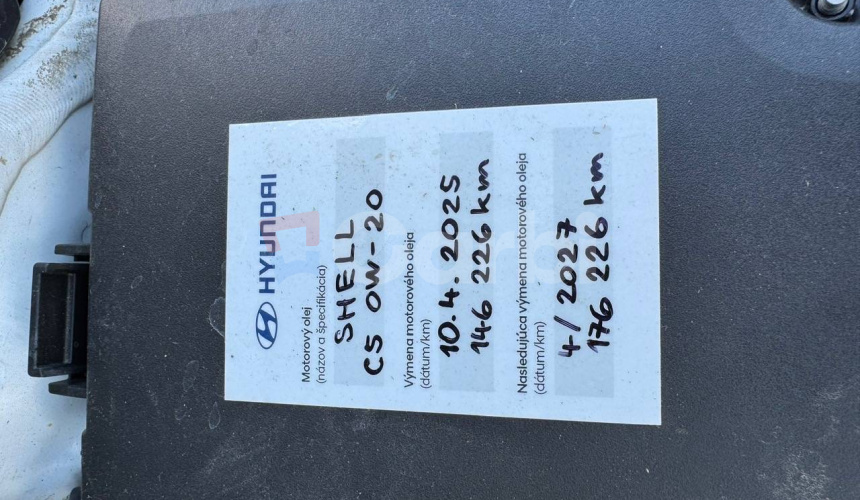 HYUNDAI
Motorový olej
(názov a špecifikácia)
SHELL
C5 0W-20
Výmena motorového oleja
(dátum/km)
10.4.2025
146 226 km
Nasledujúca výmena motorového oleja
(dátum/km)
4/2027
176 226 km